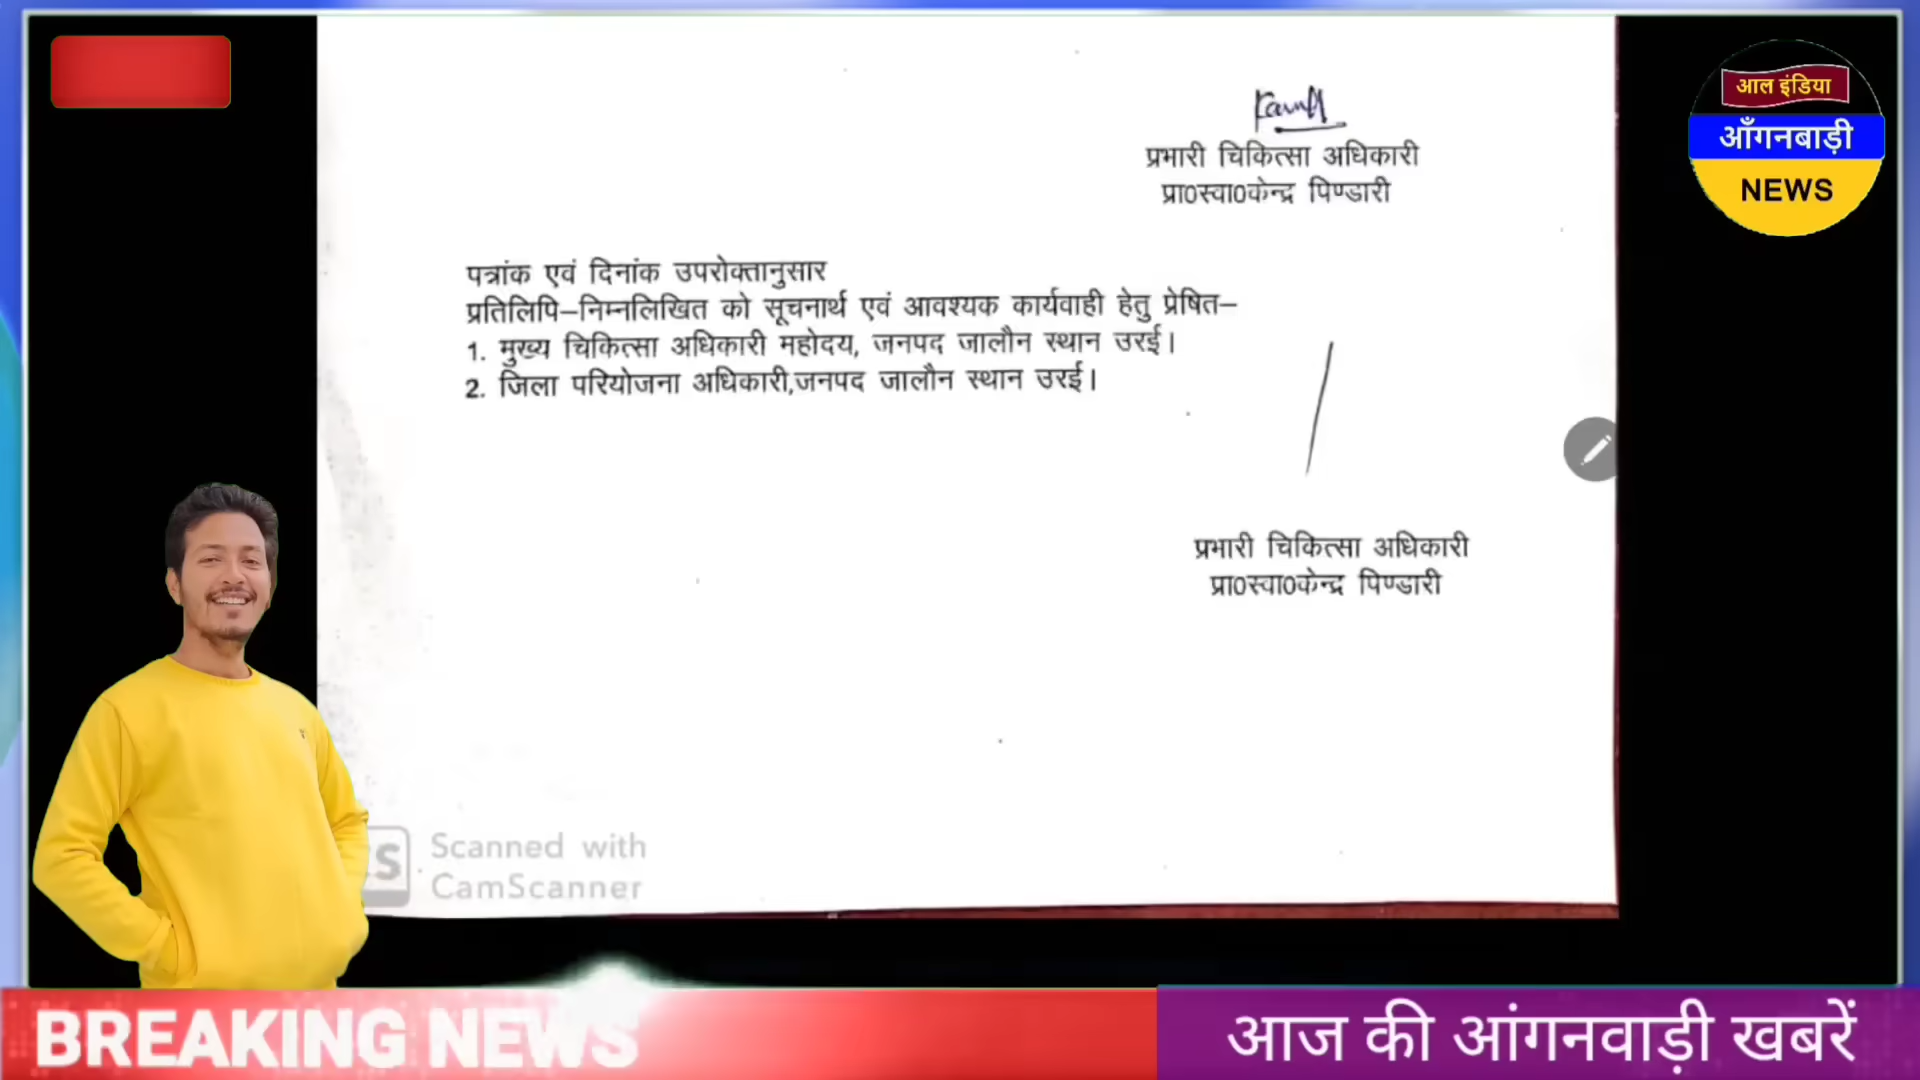 आल इंडिया
आँगनबाड़ी
NEWS
प्रभारी चिकित्सा अधिकारी
प्रा0स्वा0केन्द्र पिण्डारी
पत्रांक एवं दिनांक उपरोक्तानुसार
प्रतिलिपि–निम्नलिखित को सूचनार्थ एवं आवश्यक कार्यवाही हेतु प्रेषित–
1. मुख्य चिकित्सा अधिकारी महोदय, जनपद जालौन स्थान उरई।
2. जिला परियोजना अधिकारी,जनपद जालौन स्थान उरई।
प्रभारी चिकित्सा अधिकारी
प्रा0स्वा0केन्द्र पिण्डारी
S
Scanned with
CamScanner
BREAKING NEWS
आज की आंगनवाड़ी खबरें